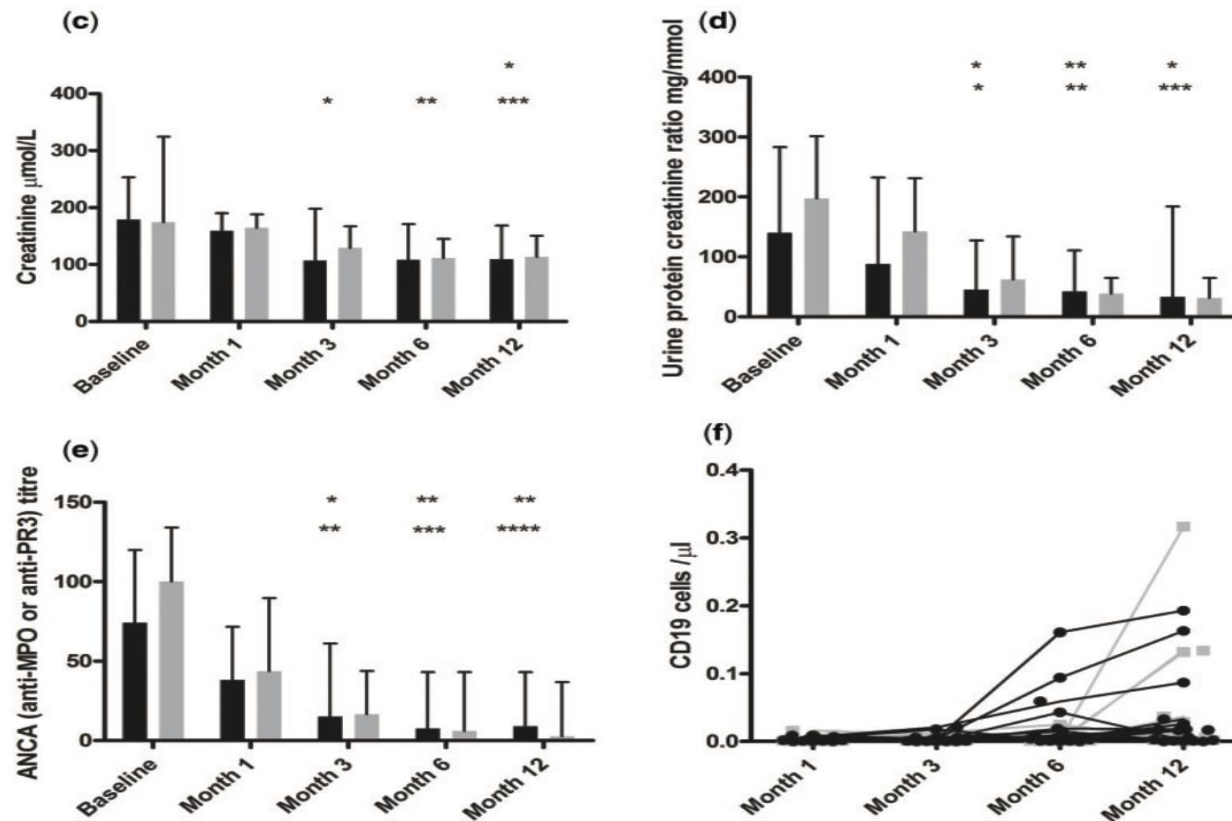 (c)
Creatinine μmol/L
400
300
200
100
0
*
* ** ***
Baseline
Month 1
Month 3
Month 6
Month 12
(d)
Urine protein creatinine ratio mg/mmol
400
300
200
100
0
* ** *
* ** ***
Baseline
Month 1
Month 3
Month 6
Month 12
(e)
ANCA (anti-MPO or anti-PR3) titre
150
100
50
0
* ** **
** *** ****
Baseline
Month 1
Month 3
Month 6
Month 12
(f)
CD19 cells /μl
0.4
0.3
0.2
0.1
0.0
Month 1
Month 3
Month 6
Month 12